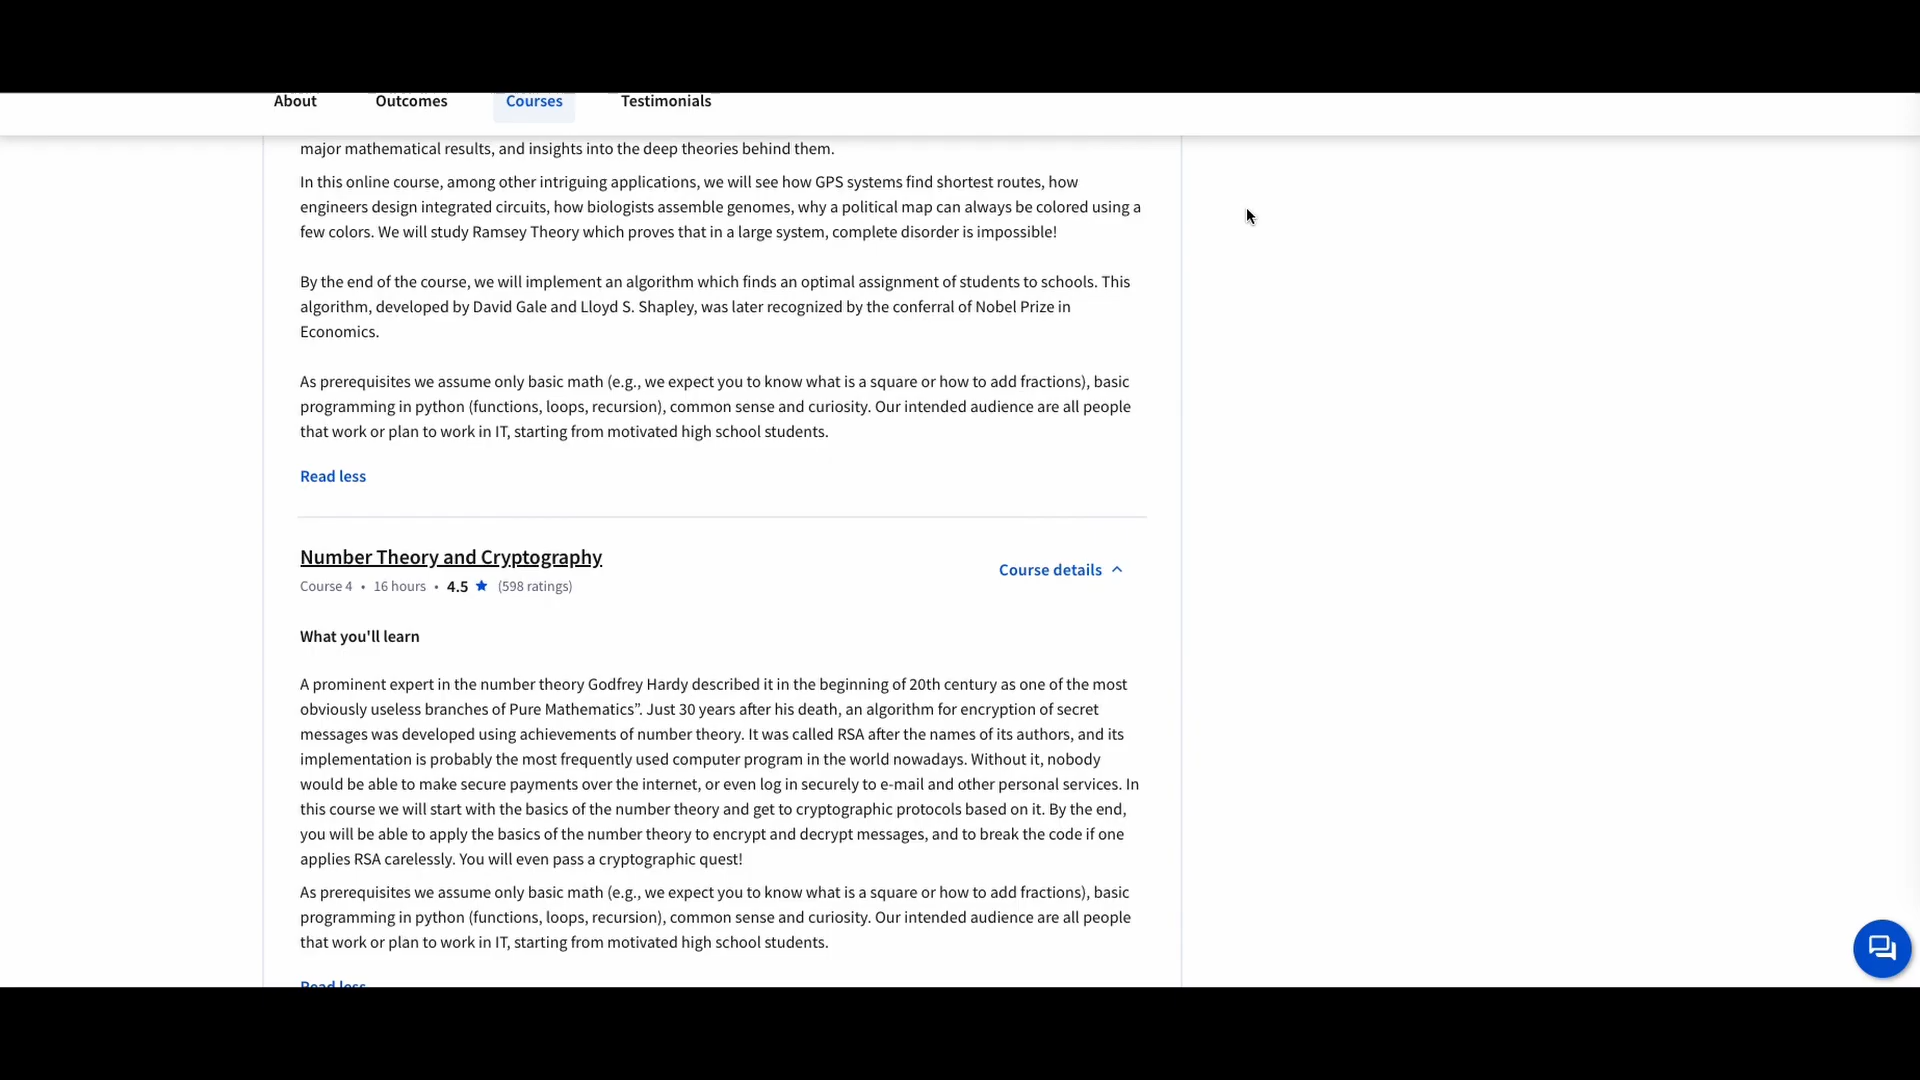 About
Outcomes
Courses
Testimonials
major mathematical results, and insights into the deep theories behind them.
In this online course, among other intriguing applications, we will see how GPS systems find shortest routes, how
engineers design integrated circuits, how biologists assemble genomes, why a political map can always be colored using a
few colors. We will study Ramsey Theory which proves that in a large system, complete disorder is impossible!
By the end of the course, we will implement an algorithm which finds an optimal assignment of students to schools. This
algorithm, developed by David Gale and Lloyd S. Shapley, was later recognized by the conferral of Nobel Prize in
Economics.
As prerequisites we assume only basic math (e.g., we expect you to know what is a square or how to add fractions), basic
programming in python (functions, loops, recursion), common sense and curiosity. Our intended audience are all people
that work or plan to work in IT, starting from motivated high school students.
Read less
Number Theory and Cryptography
Course details
Course 4 • 16 hours • 4.5 ★ (598 ratings)
What you'll learn
A prominent expert in the number theory Godfrey Hardy described it in the beginning of 20th century as one of the most
obviously useless branches of Pure Mathematics”. Just 30 years after his death, an algorithm for encryption of secret
messages was developed using achievements of number theory. It was called RSA after the names of its authors, and its
implementation is probably the most frequently used computer program in the world nowadays. Without it, nobody
would be able to make secure payments over the internet, or even log in securely to e-mail and other personal services. In
this course we will start with the basics of the number theory and get to cryptographic protocols based on it. By the end,
you will be able to apply the basics of the number theory to encrypt and decrypt messages, and to break the code if one
applies RSA carelessly. You will even pass a cryptographic quest!
As prerequisites we assume only basic math (e.g., we expect you to know what is a square or how to add fractions), basic
programming in python (functions, loops, recursion), common sense and curiosity. Our intended audience are all people
that work or plan to work in IT, starting from motivated high school students.
Read less